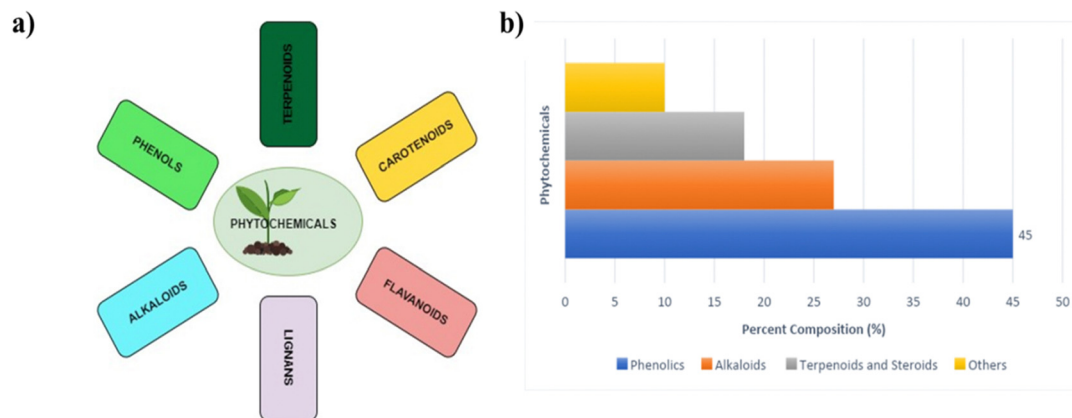 a)
TERPENOIDS
PHENOLS
CAROTENOIDS
PHYTOCHEMICALS
ALKALOIDS
FLAVANOIDS
LIGNANS
b)
Phytochemicals
45
0 5 10 15 20 25 30 35 40 45 50
Percent Composition (%)
Phenolics Alkaloids Terpenoids and Steroids Others